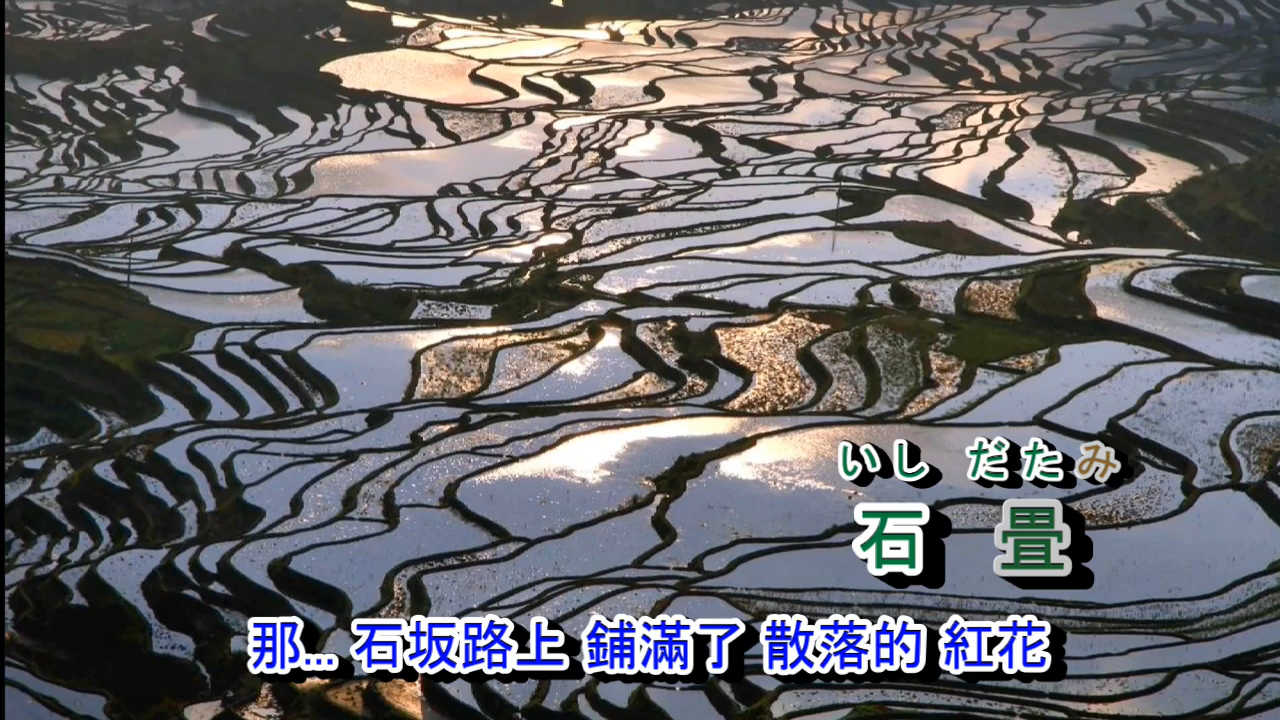 いし だたみ
石 畳
那... 石坂路上 鋪滿了 散落的 紅花